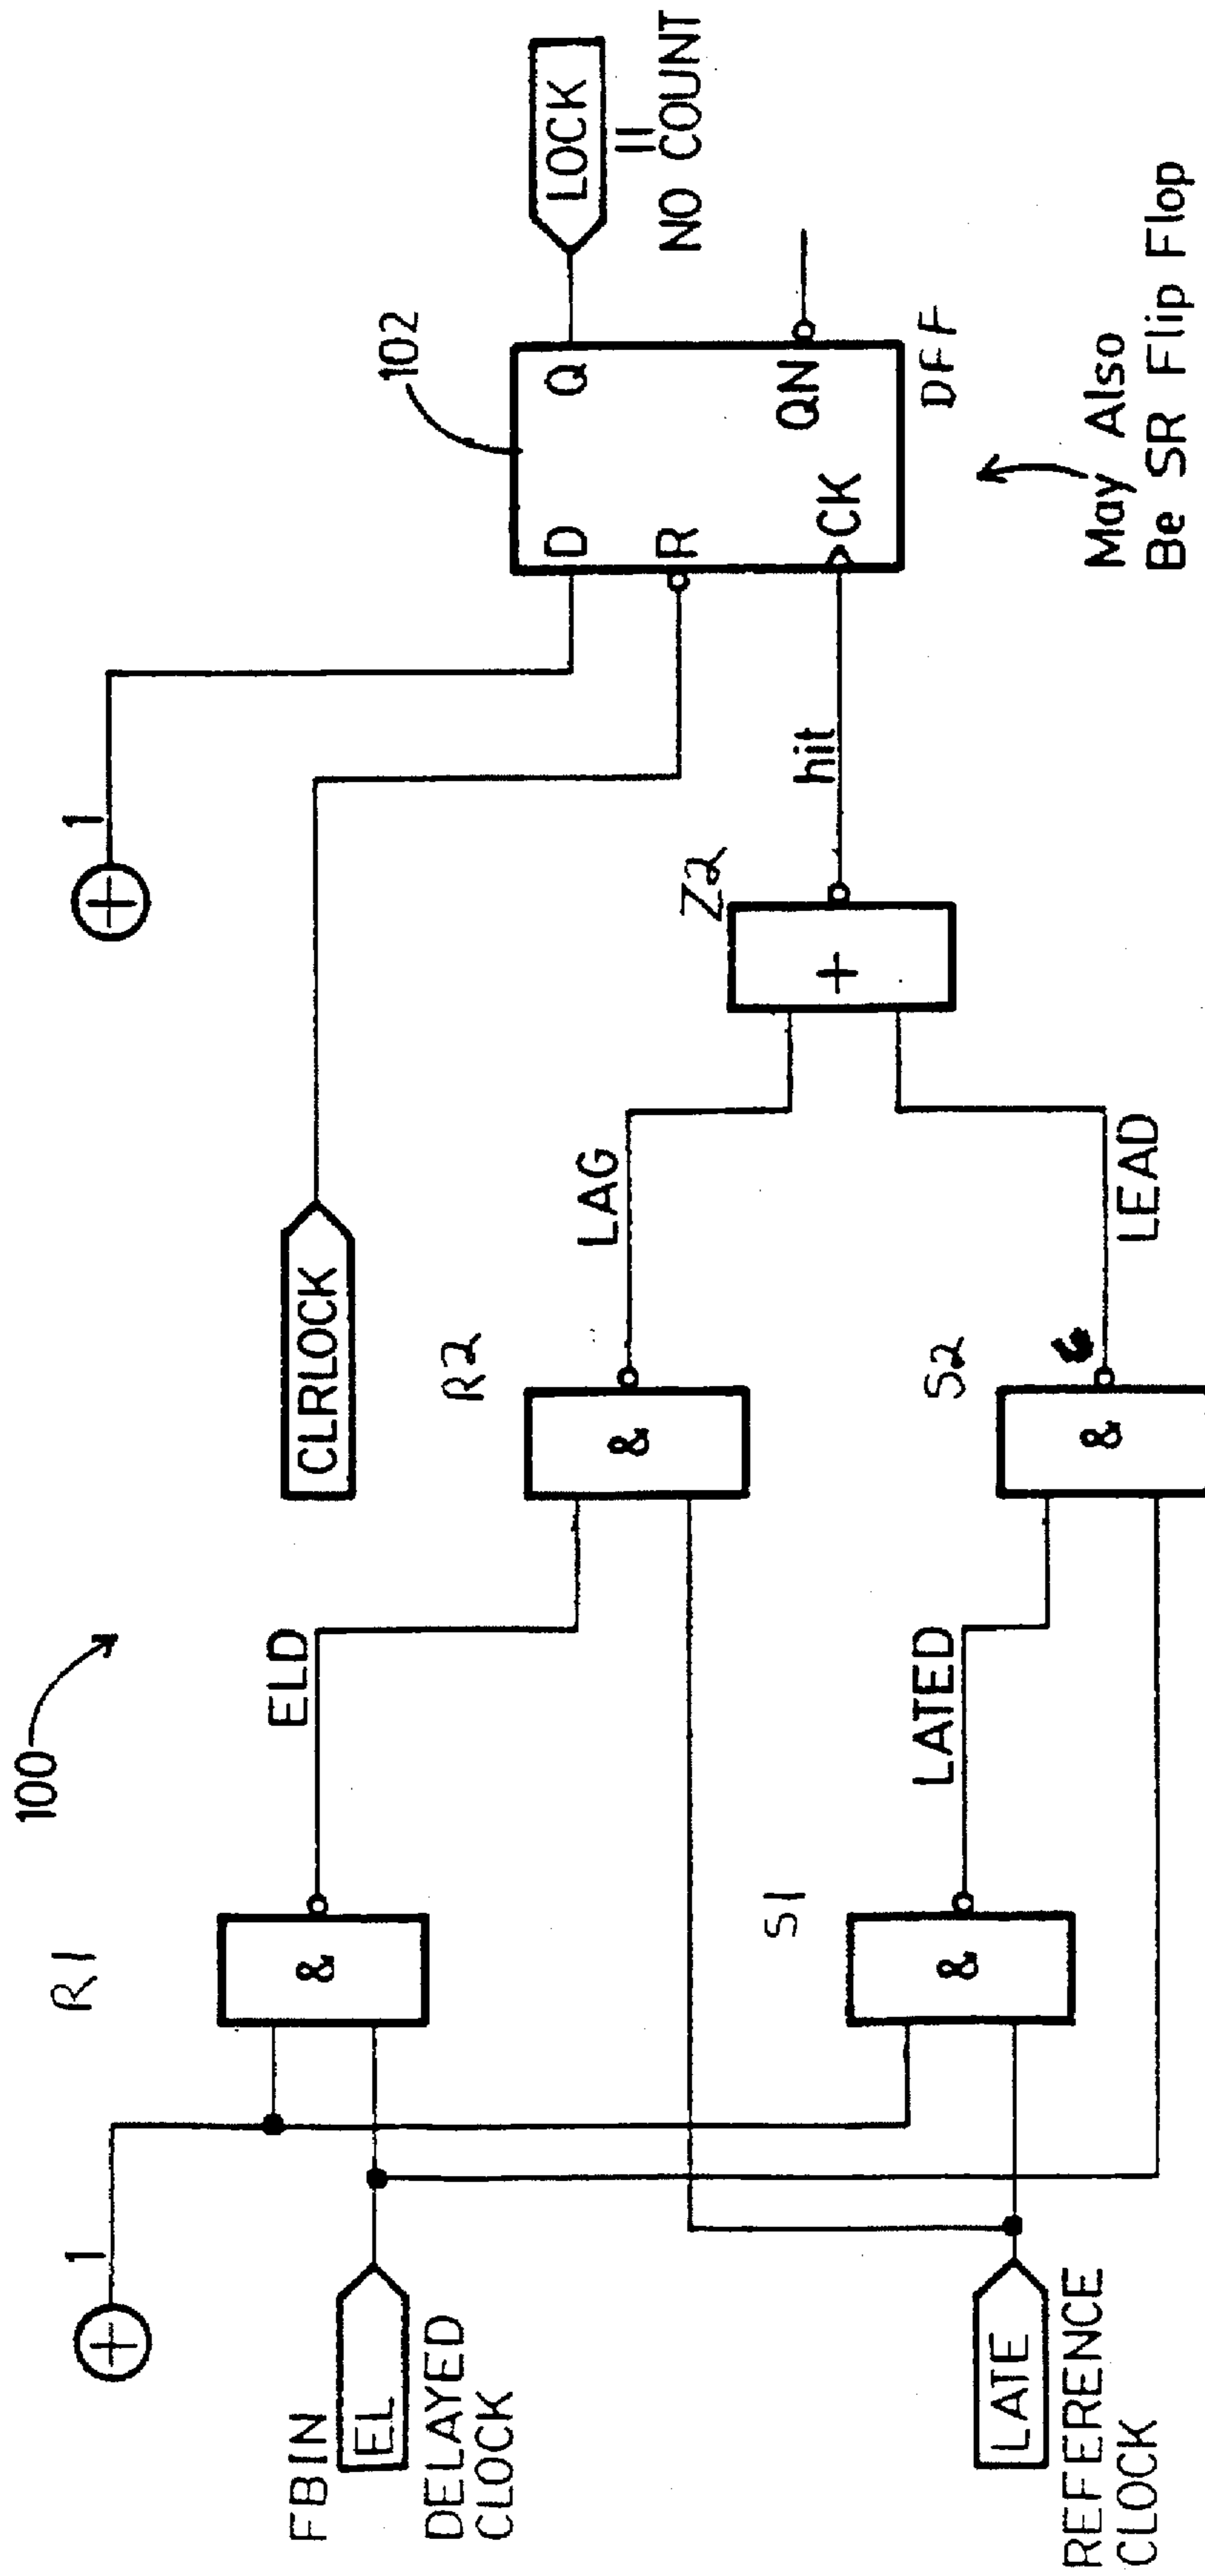 100
1
R1
&
ELD
FBIN
EL
DELAYED
CLOCK
CLRLOCK
1
R2
&
LAG
S1
&
LATED
LATE
REFERENCE
CLOCK
S2
&
LEAD
Z2
+
hit
102
D
Q
R
CK
QN
DFF
LOCK
=
NO COUNT
May Also
Be SR Flip Flop